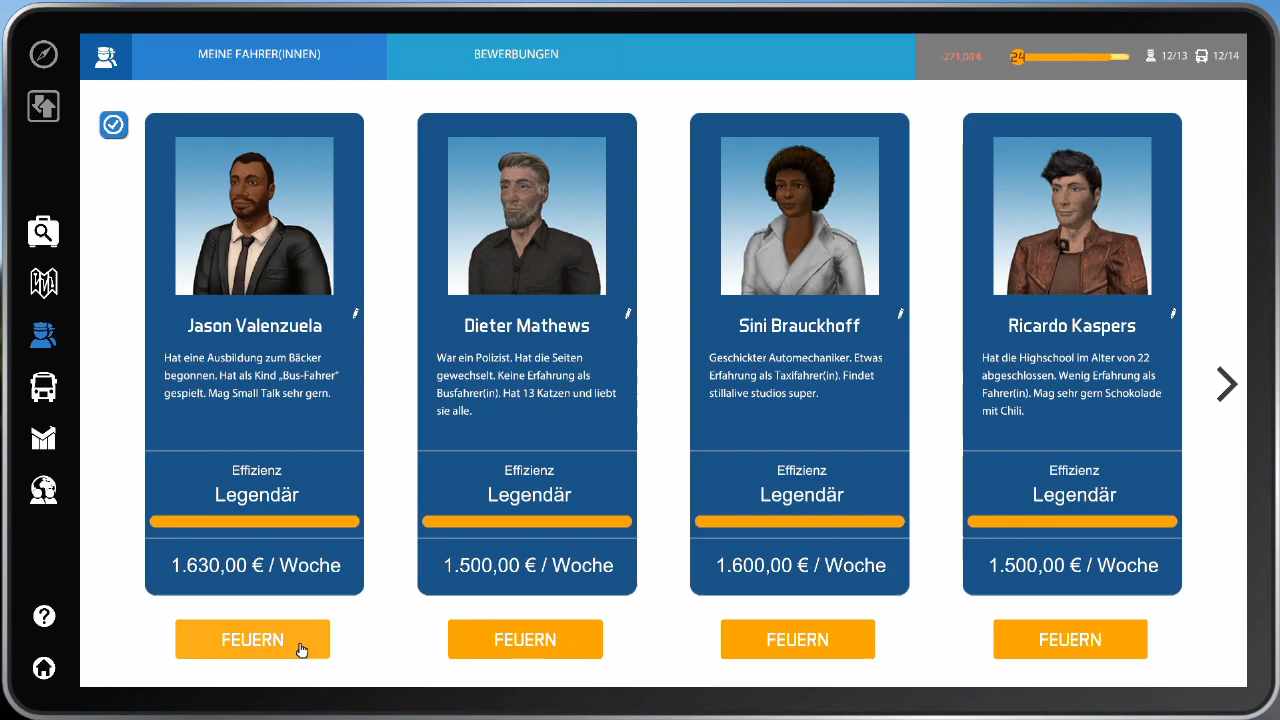 MEINE FAHRER(INNEN)
BEWERBUNGEN
-271,00 €
24
12/13
12/14
Jason Valenzuela
Hat eine Ausbildung zum Bäcker
begonnen. Hat als Kind „Bus-Fahrer“
gespielt. Mag Small Talk sehr gern.
Effizienz
Legendär
1.630,00 € / Woche
FEUERN
Dieter Mathews
War ein Polizist. Hat die Seiten
gewechselt. Keine Erfahrung als
Busfahrer(in). Hat 13 Katzen und liebt
sie alle.
Effizienz
Legendär
1.500,00 € / Woche
FEUERN
Sini Brauckhoff
Geschickter Automechaniker. Etwas
Erfahrung als Taxifahrer(in). Findet
stillalive studios super.
Effizienz
Legendär
1.600,00 € / Woche
FEUERN
Ricardo Kaspers
Hat die Highschool im Alter von 22
abgeschlossen. Wenig Erfahrung als
Fahrer(in). Mag sehr gern Schokolade
mit Chili.
Effizienz
Legendär
1.500,00 € / Woche
FEUERN